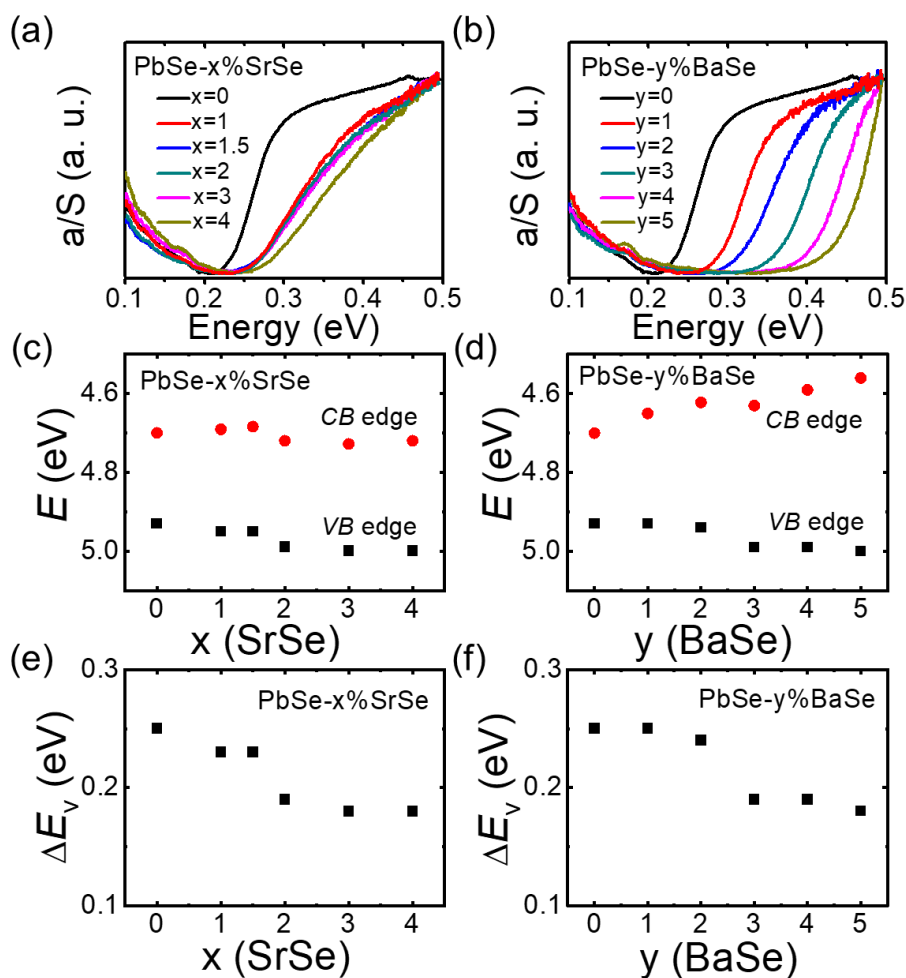 (a)
PbSe-x%SrSe
x=0
x=1
x=1.5
x=2
x=3
x=4
a/S (a. u.)
0.1 0.2 0.3 0.4 0.5
Energy (eV)
(b)
PbSe-y%BaSe
y=0
y=1
y=2
y=3
y=4
y=5
a/S (a. u.)
0.1 0.2 0.3 0.4 0.5
Energy (eV)
(c)
PbSe-x%SrSe
CB edge
VB edge
E (eV)
4.6
4.8
5.0
0 1 2 3 4
x (SrSe)
(d)
PbSe-y%BaSe
CB edge
VB edge
E (eV)
4.6
4.8
5.0
0 1 2 3 4 5
y (BaSe)
(e)
PbSe-x%SrSe
ΔEv (eV)
0.3
0.2
0.1
0 1 2 3 4
x (SrSe)
(f)
PbSe-y%BaSe
ΔEv (eV)
0.3
0.2
0.1
0 1 2 3 4 5
y (BaSe)